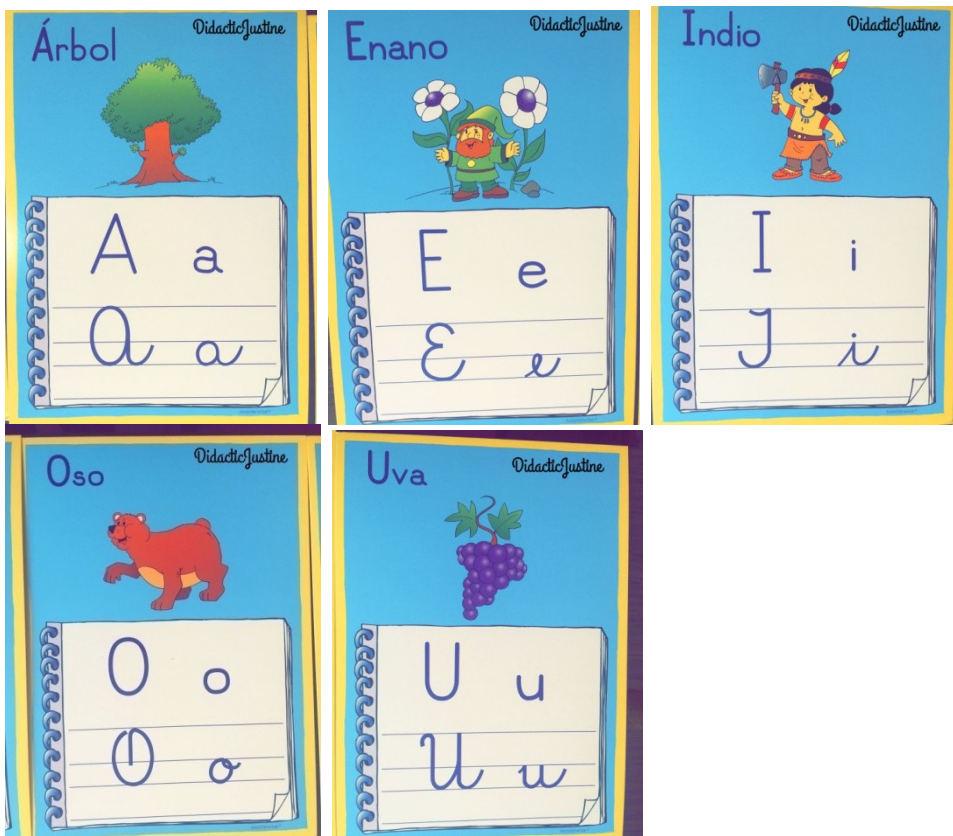 Árbol
DidacticJustine
A a
A a
Enano
DidacticJustine
E e
E e
Indio
DidacticJustine
I i
I i
Oso
DidacticJustine
O o
O o
Uva
DidacticJustine
U u
U u